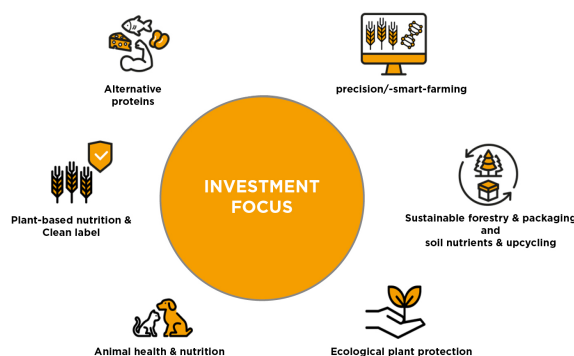 Alternative
proteins
precision/-smart-farming
INVESTMENT
FOCUS
Plant-based nutrition &
Clean label
Sustainable forestry & packaging
and
soil nutrients & upcycling
Animal health & nutrition
Ecological plant protection